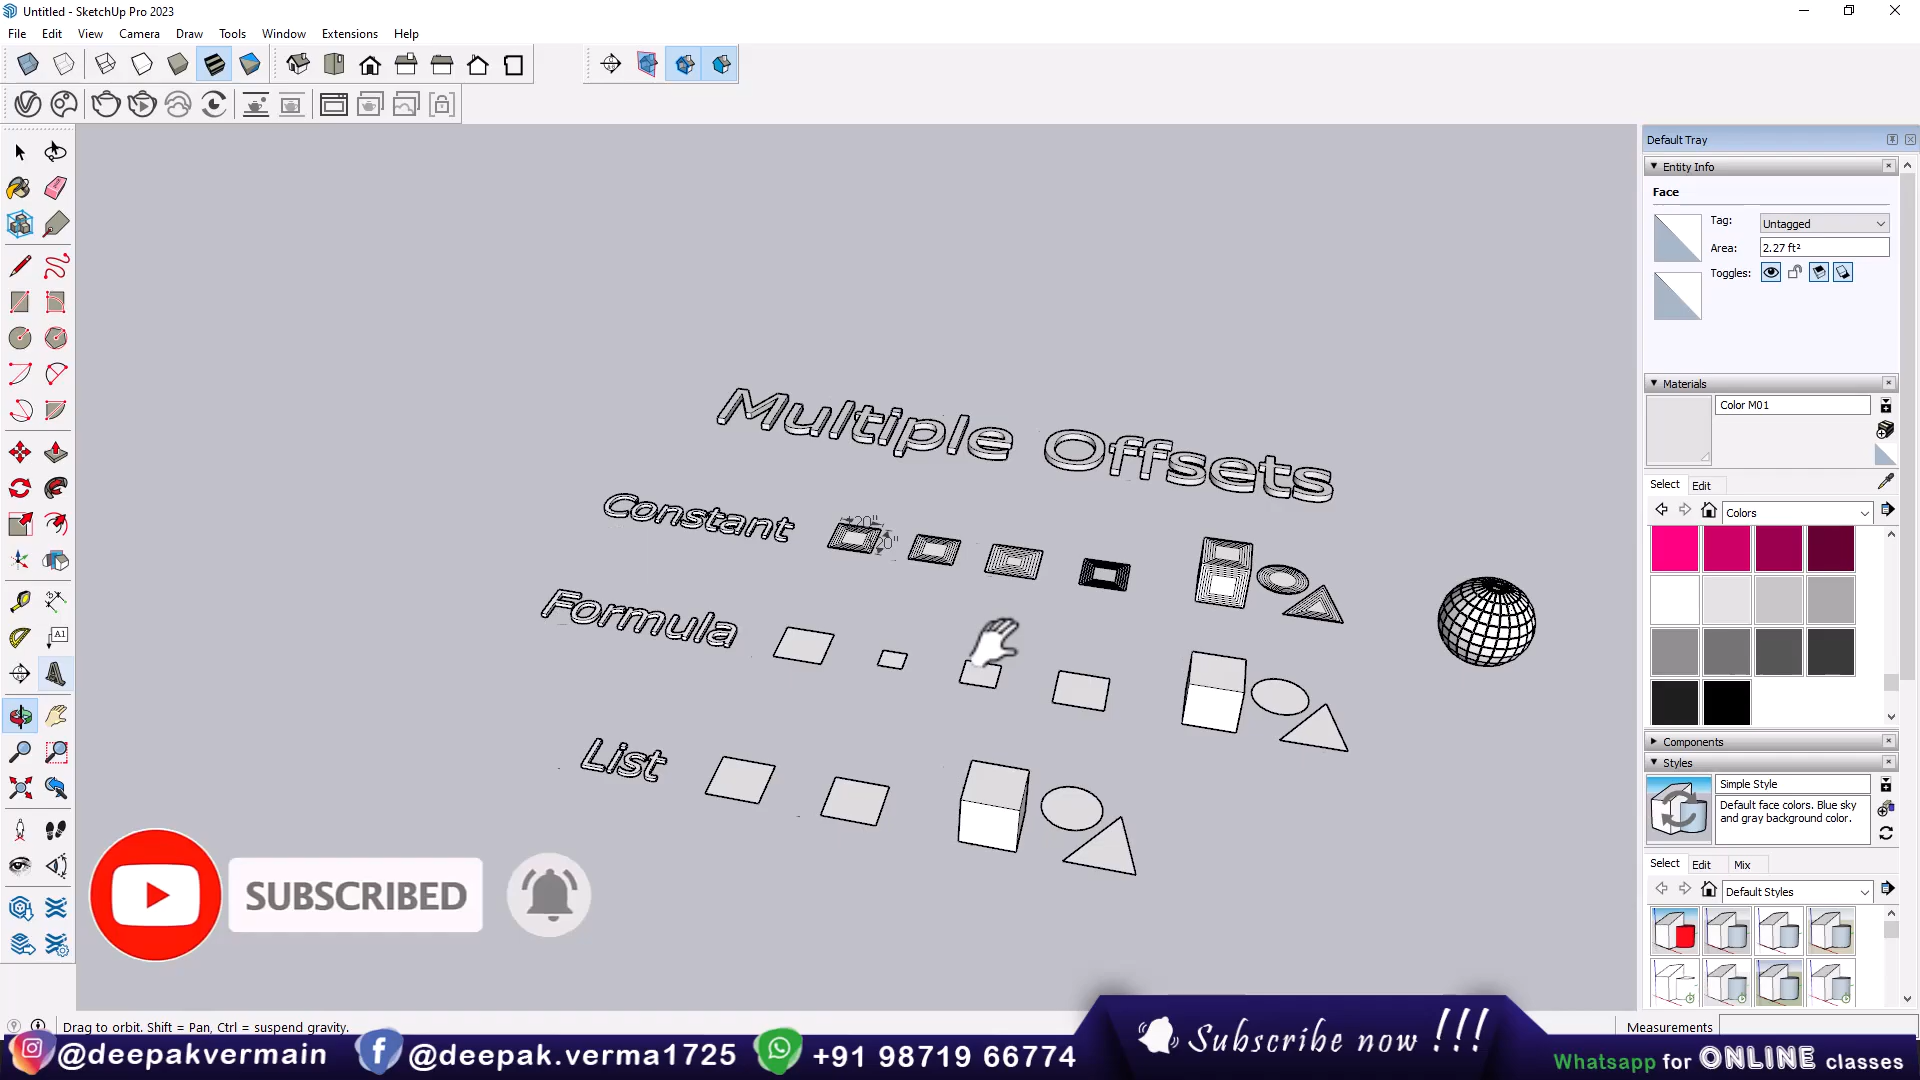 Untitled - SketchUp Pro 2023
File Edit View Camera Draw Tools Window Extensions Help
Default Tray
Entity Info
Face
Tag: Untagged
Area: 2.27 ft²
Toggles:
Materials
Color M01
Select Edit
Colors
Components
Styles
Simple Style
Default face colors. Blue sky
and gray background color.
Select Edit Mix
Default Styles
A1
Multiple Offsets
Constant
20"
20"
Formula
List
SUBSCRIBED
Drag to orbit. Shift = Pan, Ctrl = suspend gravity.
Measurements
@deepakvermain @deepak.verma1725 +91 98719 66774
Subscribe now !!!
Whatsapp for ONLINE classes